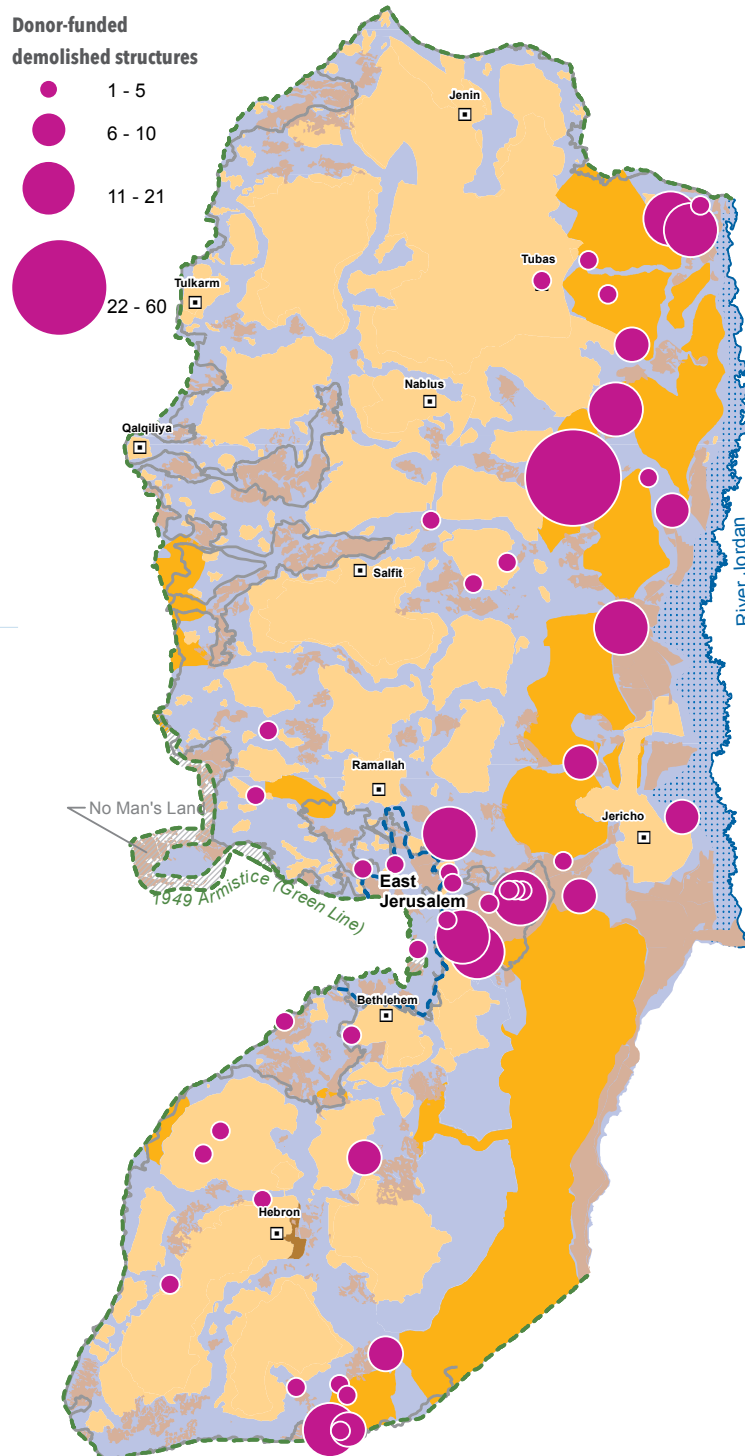 Donor-funded
demolished structures
1 - 5
6 - 10
11 - 21
22 - 60
Jenin
Tubas
Tulkarm
Nablus
Qalqiliya
Salfit
River Jordan
Ramallah
No Man's Land
Jericho
East
Jerusalem
1949 Armistice (Green Line)
Bethlehem
Hebron